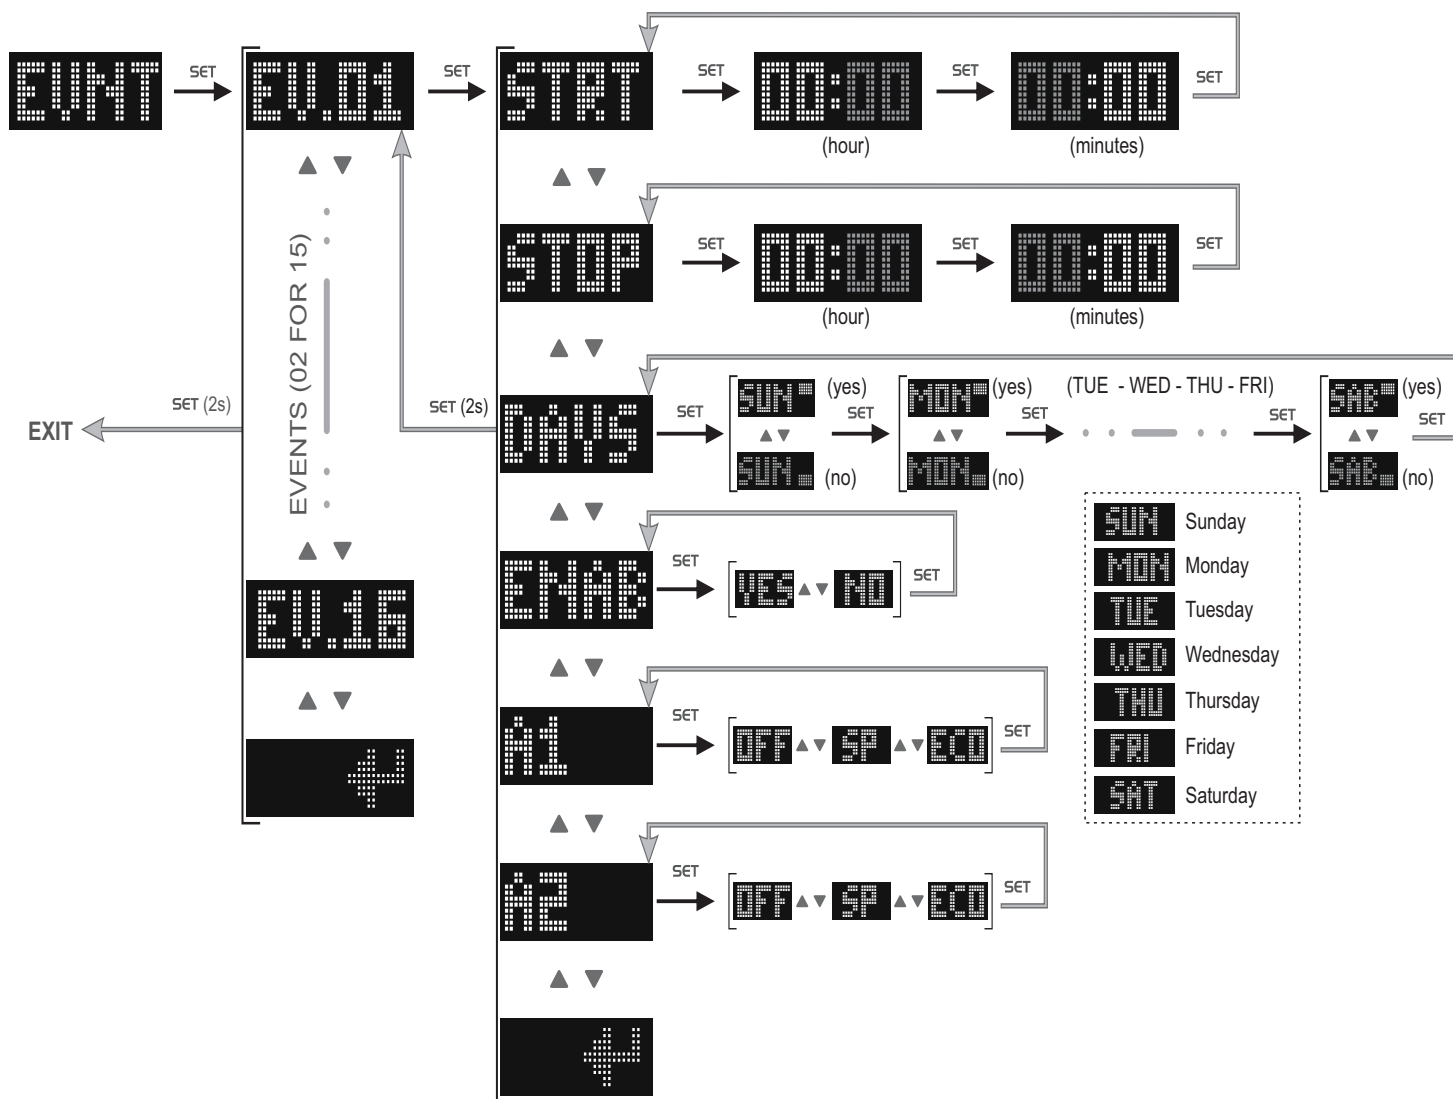 EVNT
SET
EV.01
SET
STRT
SET
00:00
(hour)
SET
00:00
(minutes)
SET
EVENTS (02 FOR 15)
STOP
SET
00:00
(hour)
SET
00:00
(minutes)
SET
EXIT
SET (2s)
SET (2s)
DAYS
SET
SUN
(yes)
SUN
(no)
SET
MON
(yes)
MON
(no)
SET
(TUE - WED - THU - FRI)
SET
SAB
(yes)
SAB
(no)
SET
EV.16
ENAB
SET
YES
NO
SET
A1
SET
OFF
SP
ECO
SET
A2
SET
OFF
SP
ECO
SET
SUN Sunday
MON Monday
TUE Tuesday
WED Wednesday
THU Thursday
FRI Friday
SAT Saturday